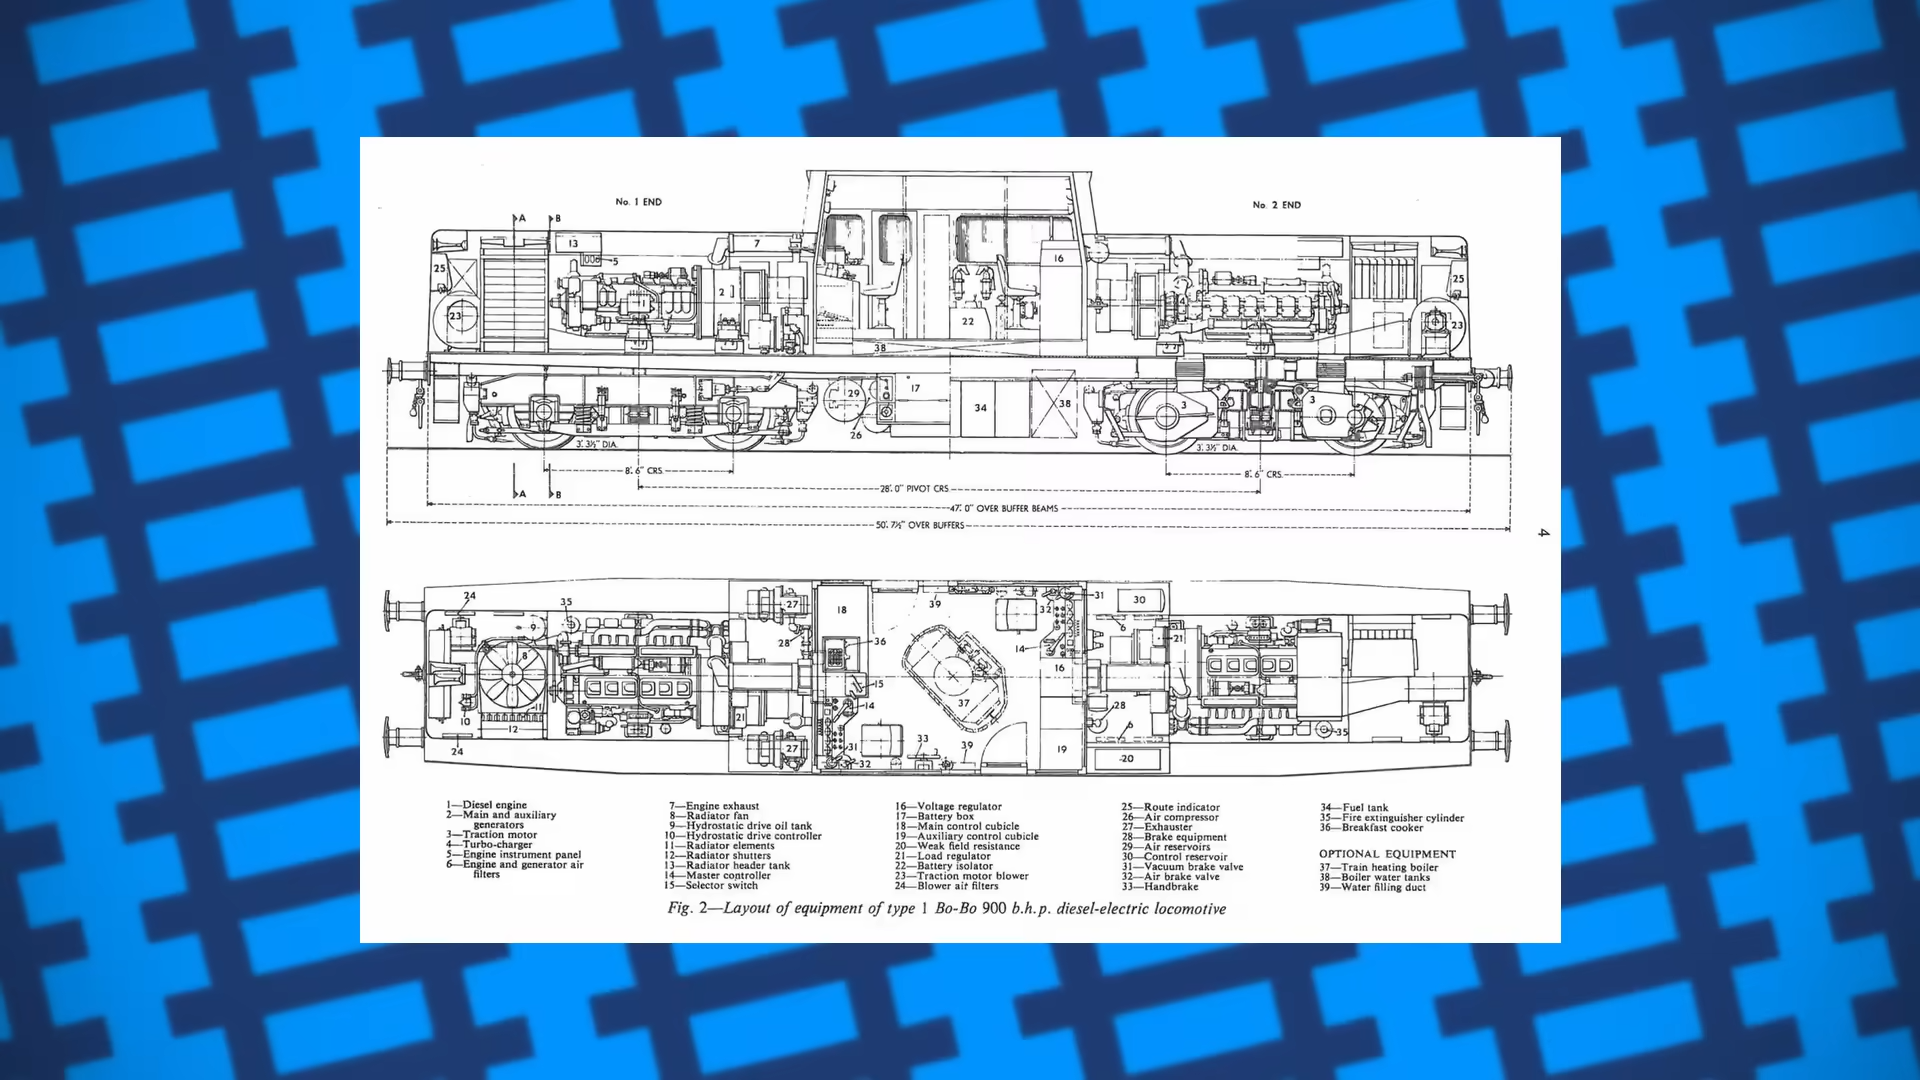 No. 1 END
No. 2 END
A
B
13
7
5
25
16
25
2
1
4
23
22
23
38
17
29
34
38
3
3
26
3'. 3½" DIA.
3'. 3½" DIA.
8'. 6" CRS.
8'. 6" CRS.
A
B
28'. 0" PIVOT CRS.
47'. 0" OVER BUFFER BEAMS
50'. 7½" OVER BUFFERS
4
24
35
27
18
39
32
31
30
9
28
36
6
21
8
14
16
15
37
10
11
14
28
12
21
33
39
6
24
27
31
32
19
20
35
1—Diesel engine
2—Main and auxiliary
generators
3—Traction motor
4—Turbo-charger
5—Engine instrument panel
6—Engine and generator air
filters
7—Engine exhaust
8—Radiator fan
9—Hydrostatic drive oil tank
10—Hydrostatic drive controller
11—Radiator elements
12—Radiator shutters
13—Radiator header tank
14—Master controller
15—Selector switch
16—Voltage regulator
17—Battery box
18—Main control cubicle
19—Auxiliary control cubicle
20—Weak field resistance
21—Load regulator
22—Battery isolator
23—Traction motor blower
24—Blower air filters
25—Route indicator
26—Air compressor
27—Exhauster
28—Brake equipment
29—Air reservoirs
30—Control reservoir
31—Vacuum brake valve
32—Air brake valve
33—Handbrake
34—Fuel tank
35—Fire extinguisher cylinder
36—Breakfast cooker
OPTIONAL EQUIPMENT
37—Train heating boiler
38—Boiler water tanks
39—Water filling duct
Fig. 2—Layout of equipment of type 1 Bo-Bo 900 b.h.p. diesel-electric locomotive